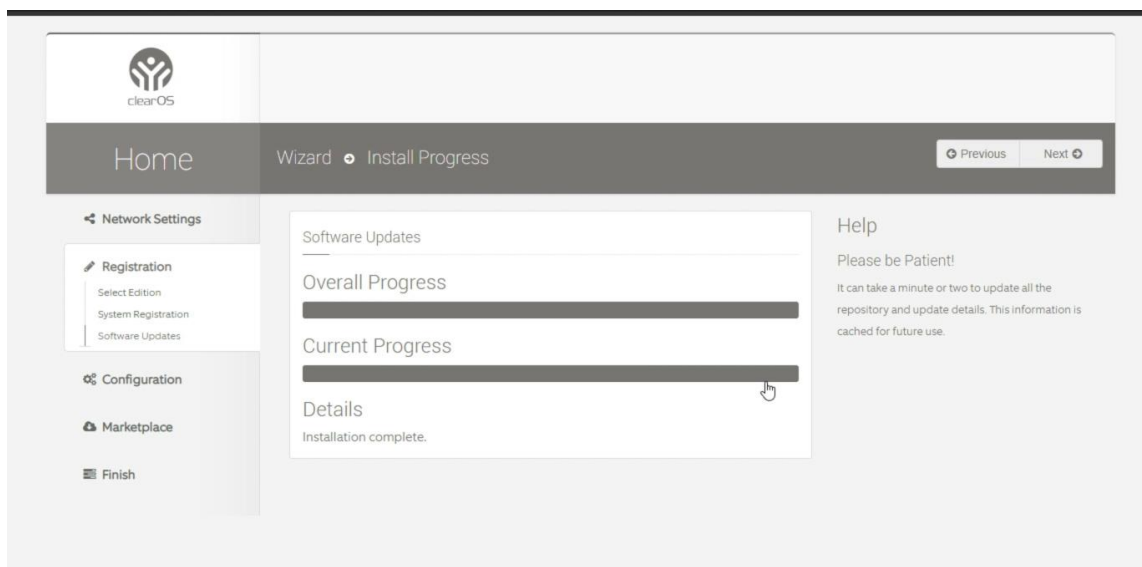 clearOS
Home
Wizard Install Progress
Previous
Next
Network Settings
Registration
Select Edition
System Registration
Software Updates
Configuration
Marketplace
Finish
Software Updates
Overall Progress
Current Progress
Details
Installation complete.
Help
Please be Patient!
It can take a minute or two to update all the
repository and update details. This information is
cached for future use.